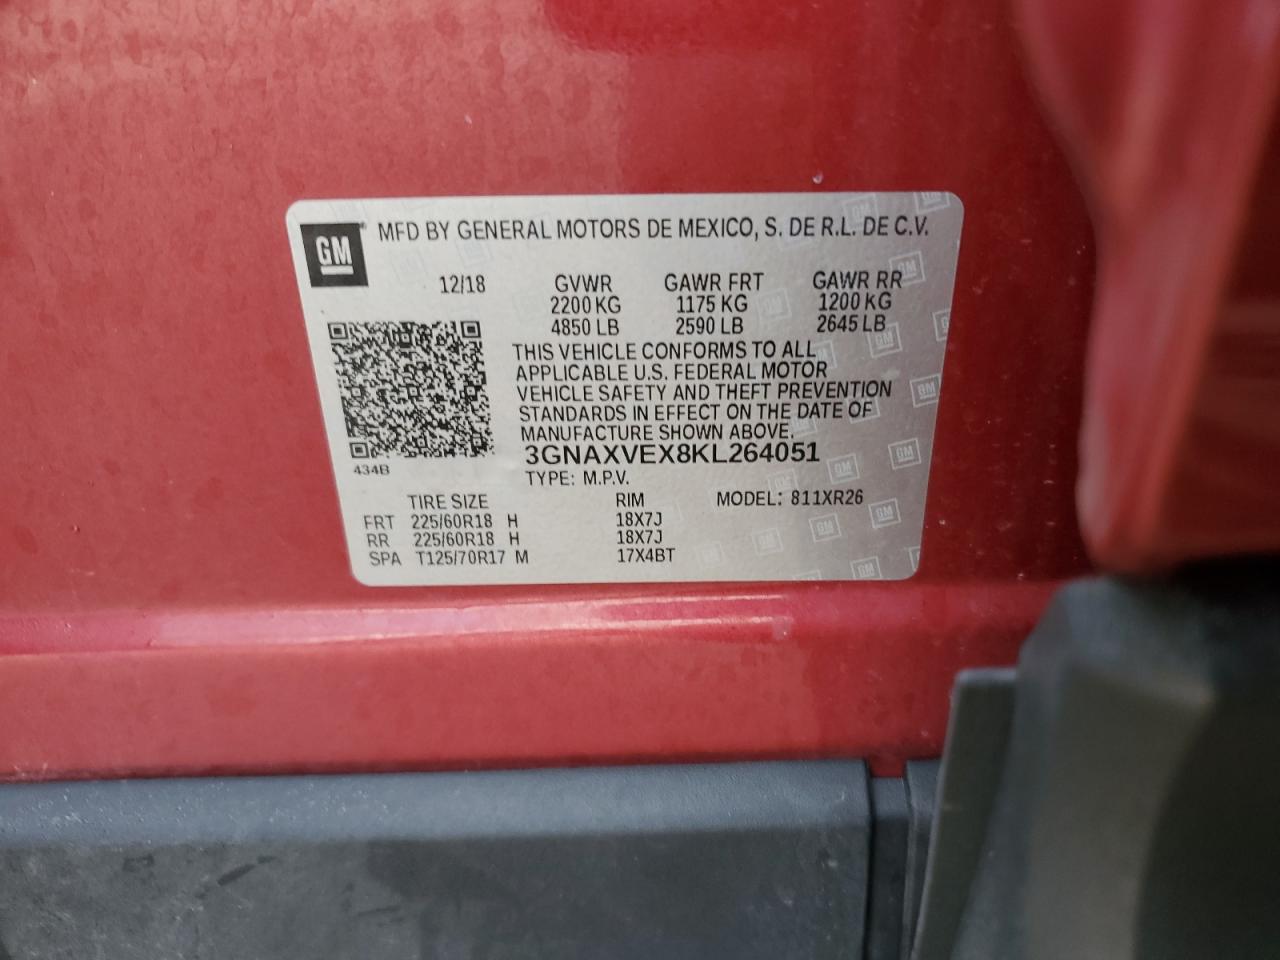 GM MFD BY GENERAL MOTORS DE MEXICO, S. DE R.L. DE C.V.
12/18 GVWR GAWR FRT GAWR RR
2200 KG 1175 KG 1200 KG
4850 LB 2590 LB 2645 LB
THIS VEHICLE CONFORMS TO ALL
APPLICABLE U.S. FEDERAL MOTOR
VEHICLE SAFETY AND THEFT PREVENTION
STANDARDS IN EFFECT ON THE DATE OF
MANUFACTURE SHOWN ABOVE.
3GNAXVEX8KL264051
434B
TYPE: M.P.V.
TIRE SIZE RIM MODEL: 811XR26
FRT 225/60R18 H 18X7J
RR 225/60R18 H 18X7J
SPA T125/70R17 M 17X4BT